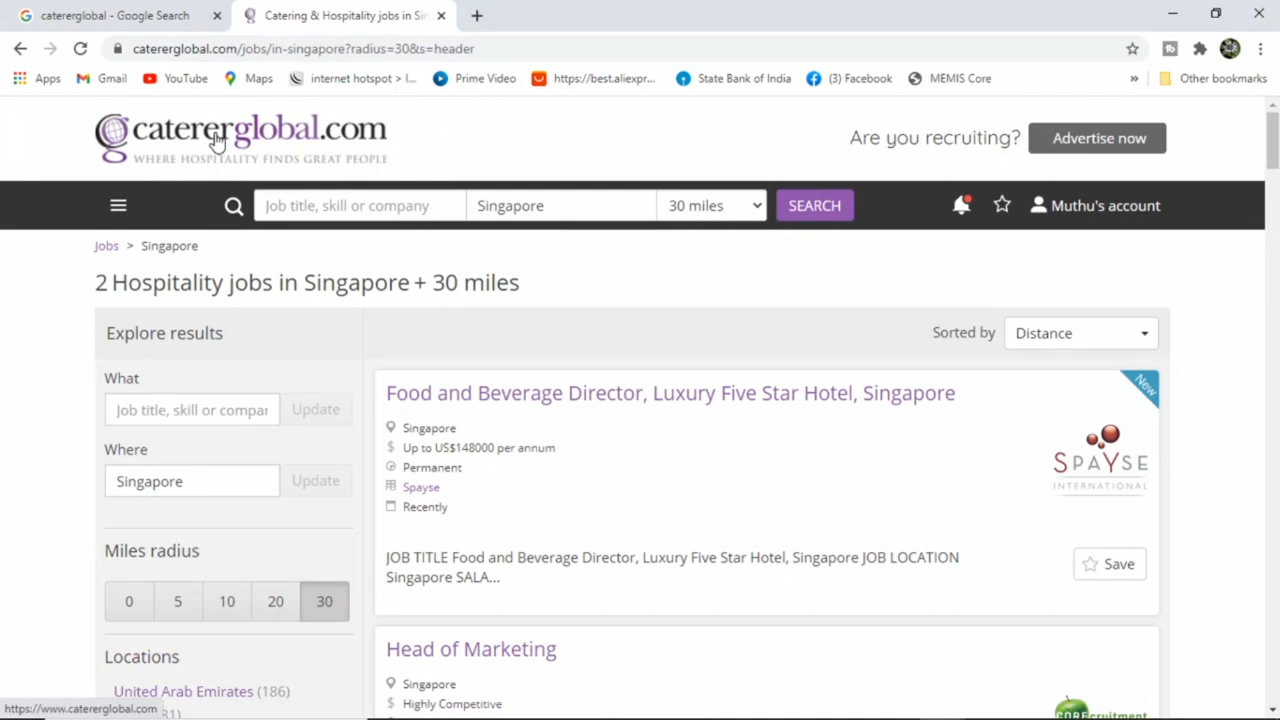 catererglobal - Google Search
Catering & Hospitality jobs in Sin
catererglobal.com/jobs/in-singapore?radius=30&s=header
Apps Gmail YouTube Maps internet hotspot > I... Prime Video https://best.aliexpr... State Bank of India (3) Facebook MEMIS Core » Other bookmarks
catererglobal.com
WHERE HOSPITALITY FINDS GREAT PEOPLE
Are you recruiting? Advertise now
Job title, skill or company Singapore 30 miles SEARCH Muthu's account
Jobs > Singapore
2 Hospitality jobs in Singapore + 30 miles
Explore results
Sorted by Distance
What
Job title, skill or compar Update
Where
Singapore Update
Miles radius
0 5 10 20 30
Locations
United Arab Emirates (186)
Food and Beverage Director, Luxury Five Star Hotel, Singapore
New
Singapore
$ Up to US$148000 per annum
Permanent
Spayse
Recently
SPAYSE
INTERNATIONAL
JOB TITLE Food and Beverage Director, Luxury Five Star Hotel, Singapore JOB LOCATION
Singapore SALA...
Save
Head of Marketing
Singapore
$ Highly Competitive
COREcruitment
https://www.catererglobal.com